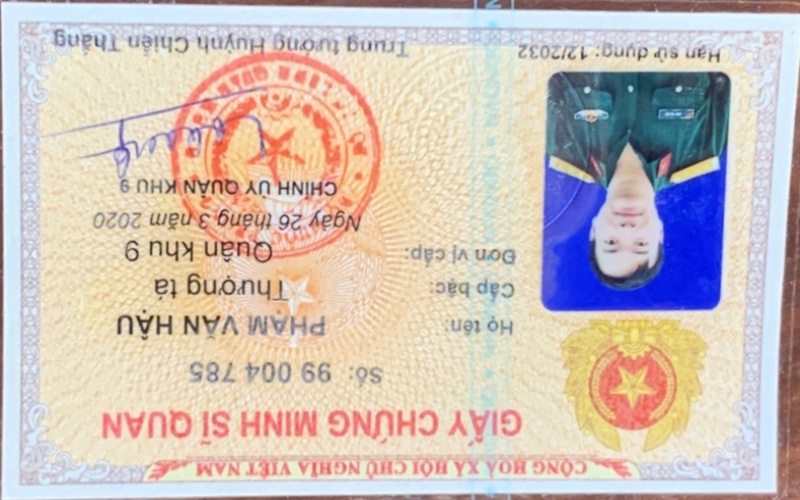 CỘNG HOÀ XÃ HỘI CHỦ NGHĨA VIỆT NAM
GIẤY CHỨNG MINH SĨ QUAN
Số: 99 004 785
Họ tên: PHẠM VĂN HẬU
Cấp bậc: Thượng tá
Đơn vị cấp: Quân khu 9
Ngày 26 tháng 3 năm 2020
CHÍNH ỦY QUÂN KHU 9
Hạn sử dụng: 12/2032
Trung tướng Huỳnh Chiến Thắng